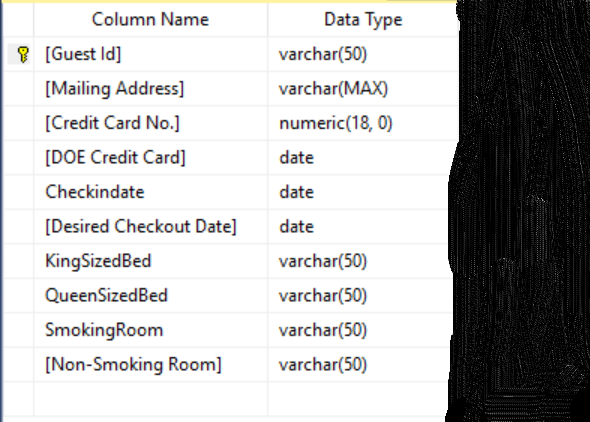 Column Name Data Type
[Guest Id] varchar(50)
[Mailing Address] varchar(MAX)
[Credit Card No.] numeric(18, 0)
[DOE Credit Card] date
Checkindate date
[Desired Checkout Date] date
KingSizedBed varchar(50)
QueenSizedBed varchar(50)
SmokingRoom varchar(50)
[Non-Smoking Room] varchar(50)